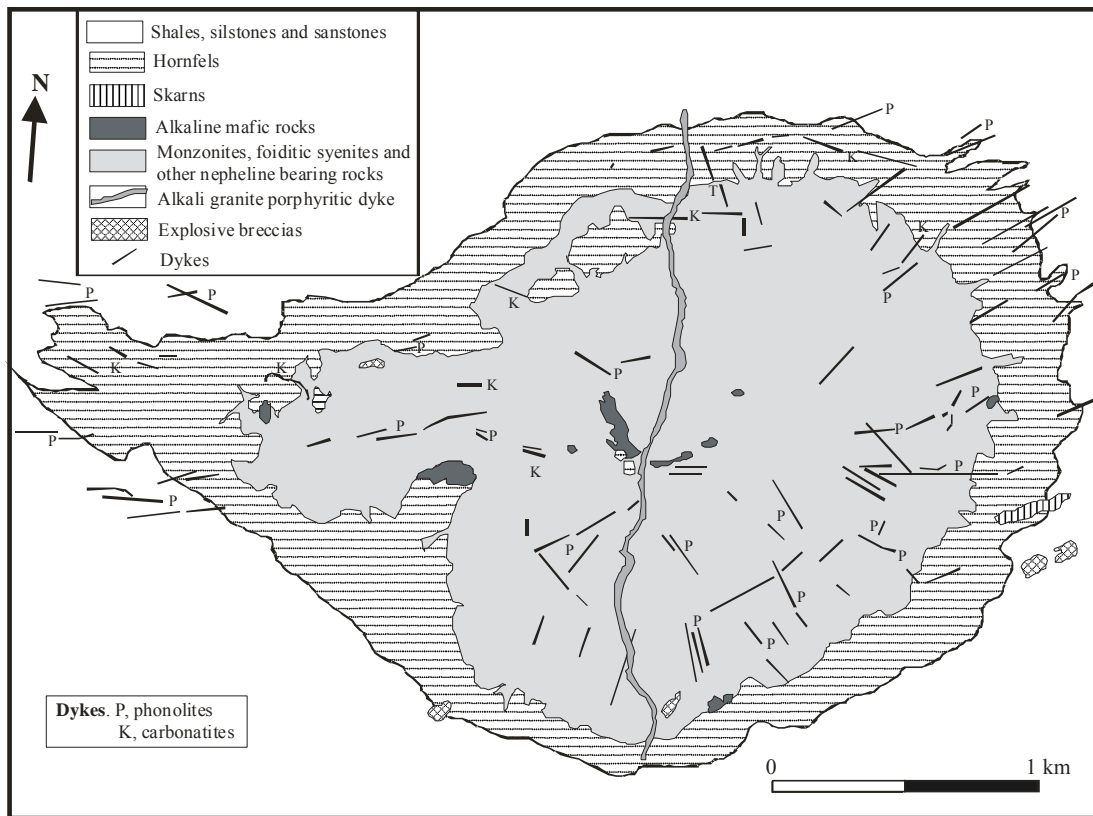 N
Shales, silstones and sanstones
Hornfels
Skarns
Alkaline mafic rocks
Monzonites, foiditic syenites and
other nepheline bearing rocks
Alkali granite porphyritic dyke
Explosive breccias
Dykes
P
P
P
K
T
K
P
K
P
P
P
P
K
P
K
K
P
K
P
P
P
P
P
K
P
P
P
P
P
P
P
P
Dykes. P, phonolites
K, carbonatites
0
1 km